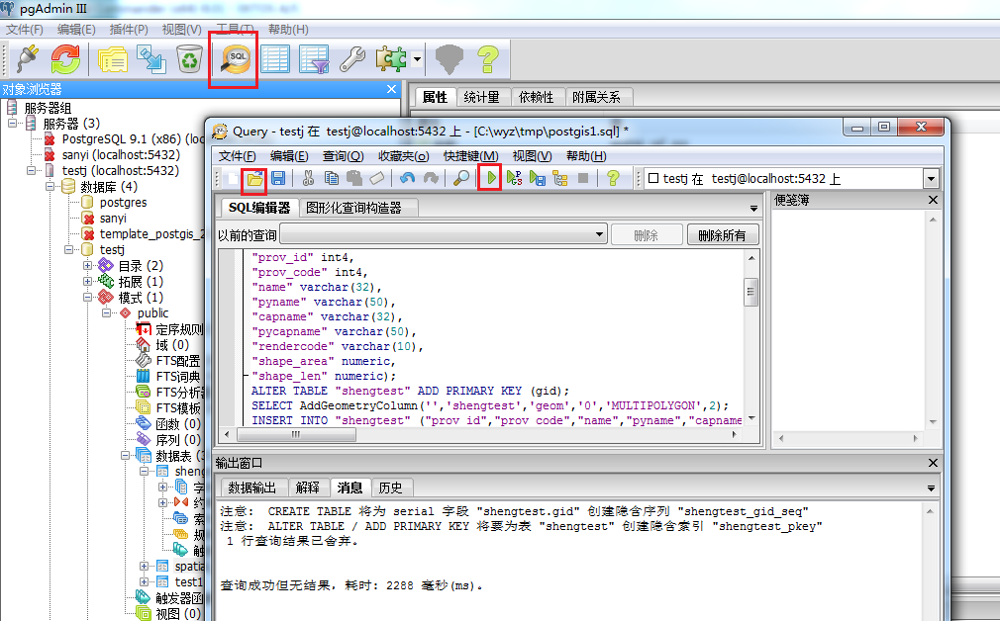 pgAdmin III
文件(F) 编辑(E) 插件(P) 视图(V) 工具(T) 帮助(H)
SQL
对象浏览器
服务器组
服务器 (3)
PostgreSQL 9.1 (x86) (loc
sanyi (localhost:5432)
testj (localhost:5432)
数据库 (4)
postgres
sanyi
template_postgis_2
testj
目录 (2)
拓展 (1)
模式 (1)
public
定序规则
域 (0)
FTS配置
FTS词典
FTS分析器
FTS模板
函数 (0)
序列 (0)
数据表 (3
sheng
字
约
索
规
触
spatia
test1
触发器函
视图 (0)
属性 统计量 依赖性 附属关系
Query - testj 在 testj@localhost:5432 上 - [C:\wyz\tmp\postgis1.sql] *
文件(F) 编辑(E) 查询(Q) 收藏夹(o) 快捷键(M) 视图(V) 帮助(H)
testj 在 testj@localhost:5432 上
SQL编辑器 图形化查询构造器
以前的查询 删除 删除所有
"prov_id" int4,
"prov_code" int4,
"name" varchar(32),
"pyname" varchar(50),
"capname" varchar(32),
"pycapname" varchar(50),
"rendercode" varchar(10),
"shape_area" numeric,
"shape_len" numeric);
ALTER TABLE "shengtest" ADD PRIMARY KEY (gid);
SELECT AddGeometryColumn('','shengtest','geom','0','MULTIPOLYGON',2);
INSERT INTO "shengtest" ("prov_id","prov_code","name","pyname","capname
便笺簿
输出窗口
数据输出 解释 消息 历史
注意: CREATE TABLE 将为 serial 字段 "shengtest.gid" 创建隐含序列 "shengtest_gid_seq"
注意: ALTER TABLE / ADD PRIMARY KEY 将要为表 "shengtest" 创建隐含索引 "shengtest_pkey"
1 行查询结果已舍弃。
查询成功但无结果，耗时: 2288 毫秒(ms)。